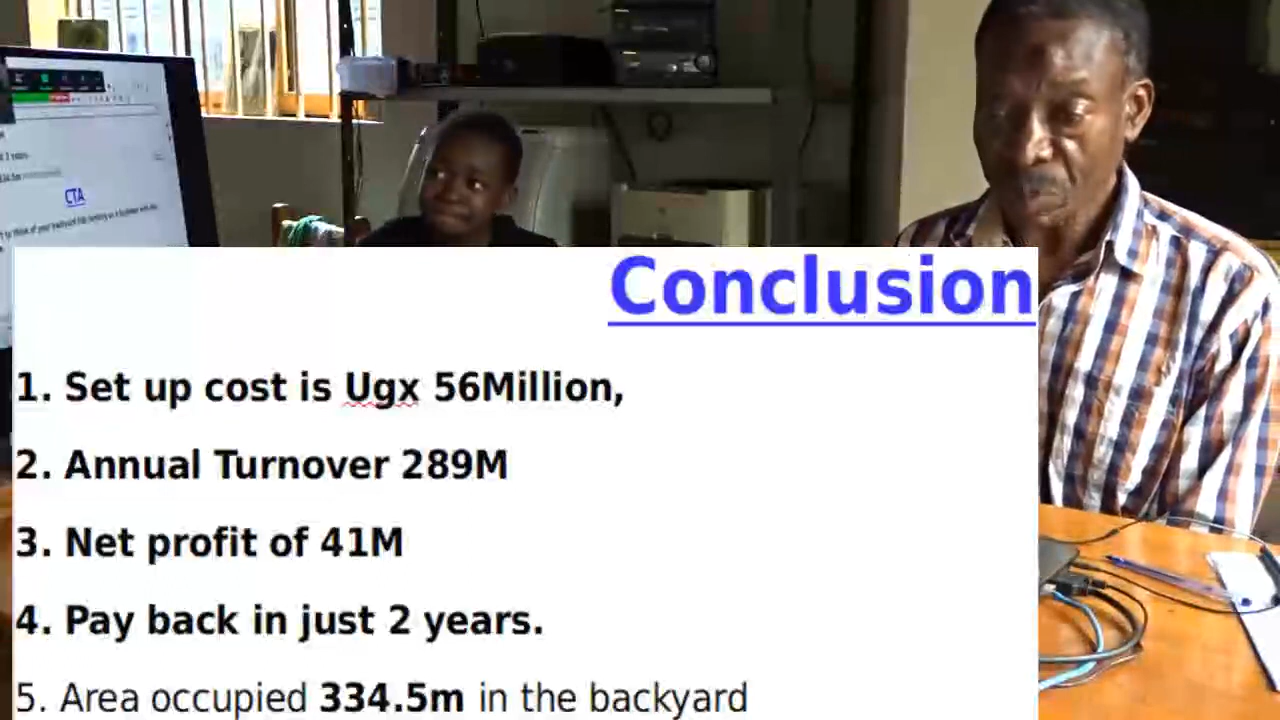 CTA
Conclusion
1. Set up cost is Ugx 56Million,
2. Annual Turnover 289M
3. Net profit of 41M
4. Pay back in just 2 years.
5. Area occupied 334.5m in the backyard